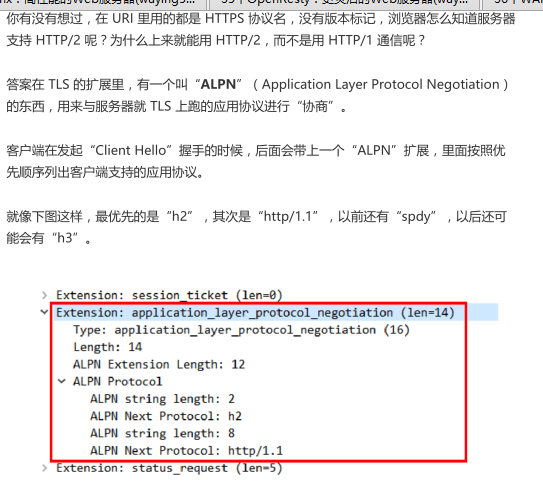 你有没有想过，在 URI 里用的都是 HTTPS 协议名，没有版本标记，浏览器怎么知道服务器
支持 HTTP/2 呢？为什么上来就能用 HTTP/2，而不是用 HTTP/1 通信呢？
答案在 TLS 的扩展里，有一个叫“ALPN”（Application Layer Protocol Negotiation）
的东西，用来与服务器就 TLS 上跑的应用协议进行“协商”。
客户端在发起“Client Hello”握手的时候，后面会带上一个“ALPN”扩展，里面按照优
先顺序列出客户端支持的应用协议。
就像下图这样，最优先的是“h2”，其次是“http/1.1”，以前还有“spdy”，以后还可
能会有“h3”。
Extension: session_ticket (len=0)
Extension: application_layer_protocol_negotiation (len=14)
Type: application_layer_protocol_negotiation (16)
Length: 14
ALPN Extension Length: 12
ALPN Protocol
ALPN string length: 2
ALPN Next Protocol: h2
ALPN string length: 8
ALPN Next Protocol: http/1.1
Extension: status_request (len=5)